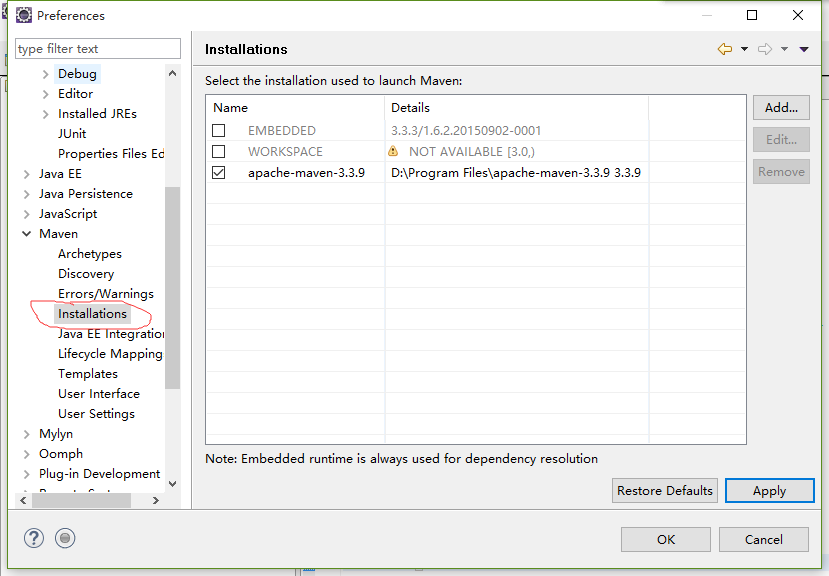 Preferences
type filter text
Debug
Editor
Installed JREs
JUnit
Properties Files Ed
Java EE
Java Persistence
JavaScript
Maven
Archetypes
Discovery
Errors/Warnings
Installations
Java EE Integration
Lifecycle Mapping
Templates
User Interface
User Settings
Mylyn
Oomph
Plug-in Development
Installations
Select the installation used to launch Maven:
Name Details
EMBEDDED 3.3.3/1.6.2.20150902-0001
WORKSPACE NOT AVAILABLE [3.0,)
apache-maven-3.3.9 D:\Program Files\apache-maven-3.3.9 3.3.9
Add...
Edit...
Remove
Note: Embedded runtime is always used for dependency resolution
Restore Defaults Apply
OK Cancel